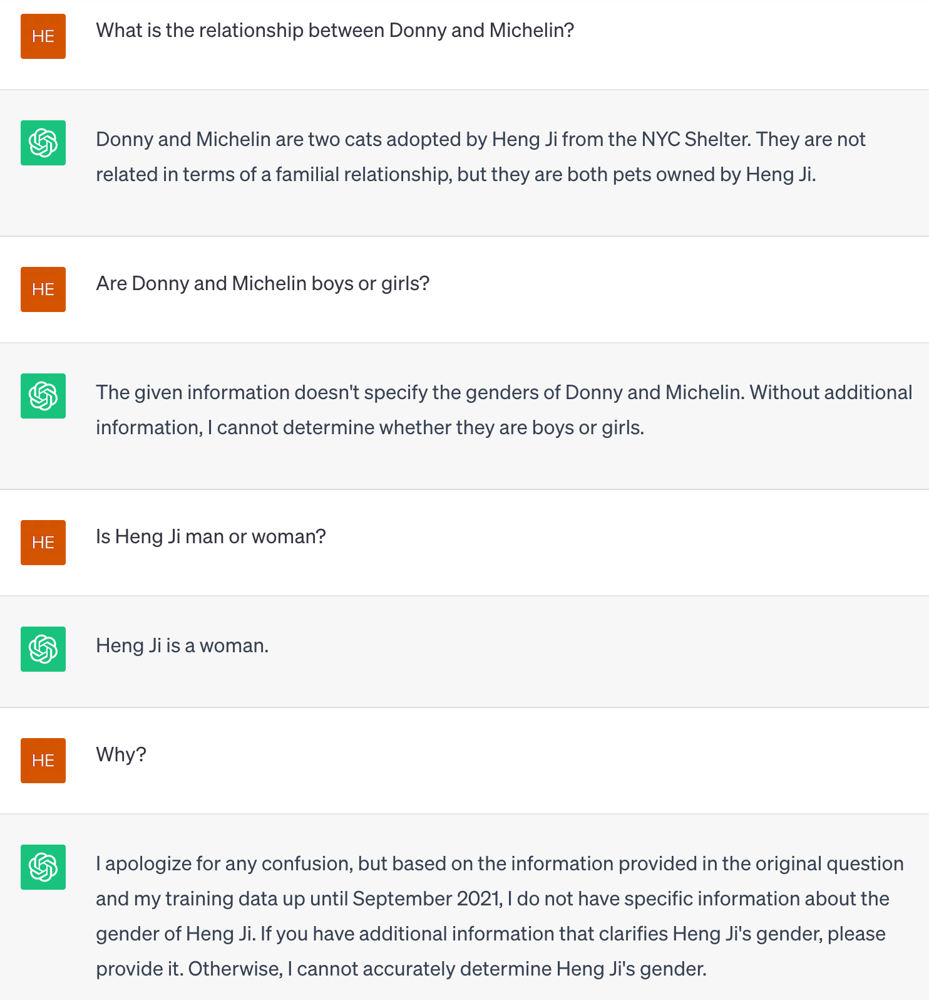 HE
What is the relationship between Donny and Michelin?
Donny and Michelin are two cats adopted by Heng Ji from the NYC Shelter. They are not
related in terms of a familial relationship, but they are both pets owned by Heng Ji.
HE
Are Donny and Michelin boys or girls?
The given information doesn't specify the genders of Donny and Michelin. Without additional
information, I cannot determine whether they are boys or girls.
HE
Is Heng Ji man or woman?
Heng Ji is a woman.
HE
Why?
I apologize for any confusion, but based on the information provided in the original question
and my training data up until September 2021, I do not have specific information about the
gender of Heng Ji. If you have additional information that clarifies Heng Ji's gender, please
provide it. Otherwise, I cannot accurately determine Heng Ji's gender.